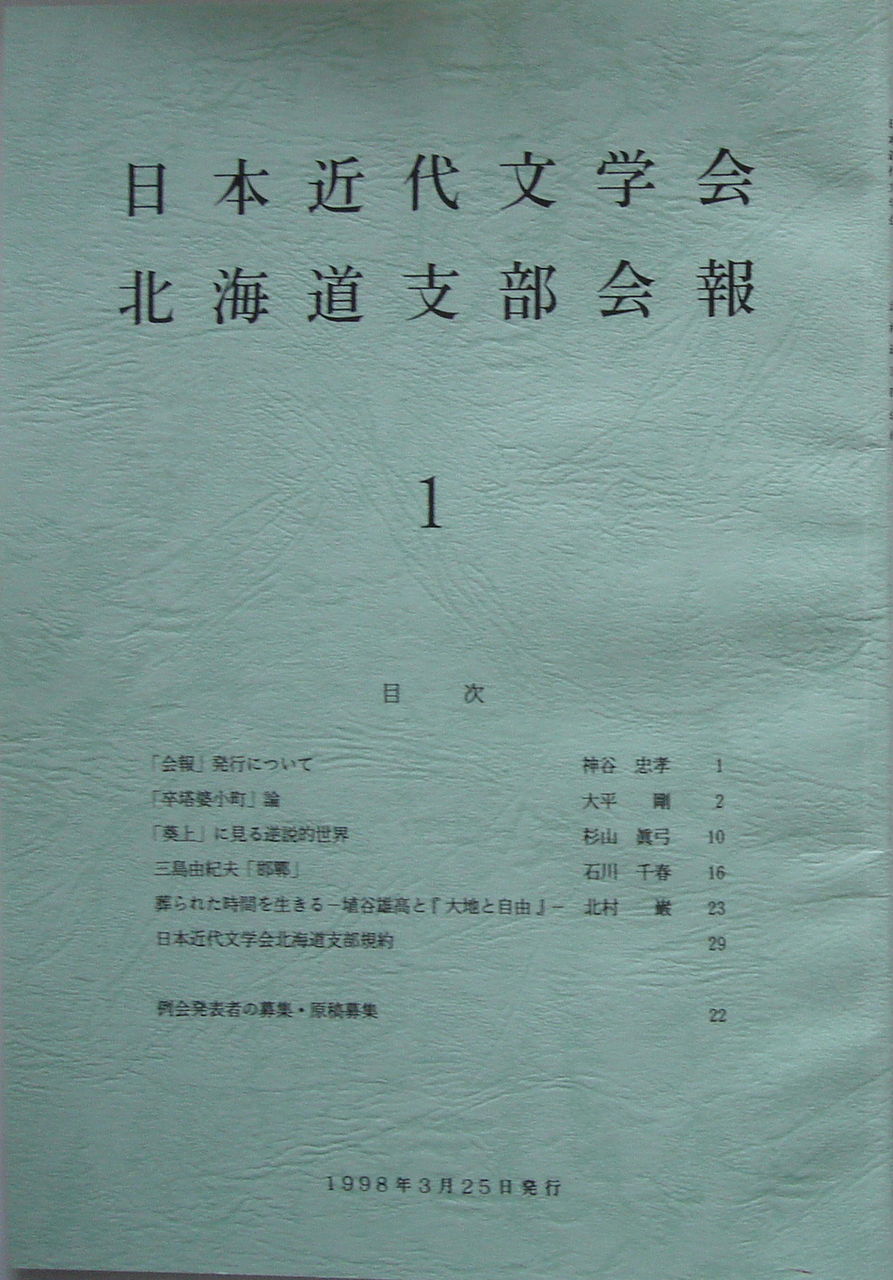 日本近代文学会
北海道支部会報
1
目 次
「会報」発行について 神谷 忠孝 1
「卒塔婆小町」論 大平 剛 2
「葵上」に見る逆説的世界 杉山 眞弓 10
三島由紀夫「邯鄲」 石川 千春 16
葬られた時間を生きる－埴谷雄高と『大地と自由』－ 北村 巖 23
日本近代文学会北海道支部規約 29
例会発表者の募集・原稿募集 22
1998年3月25日発行